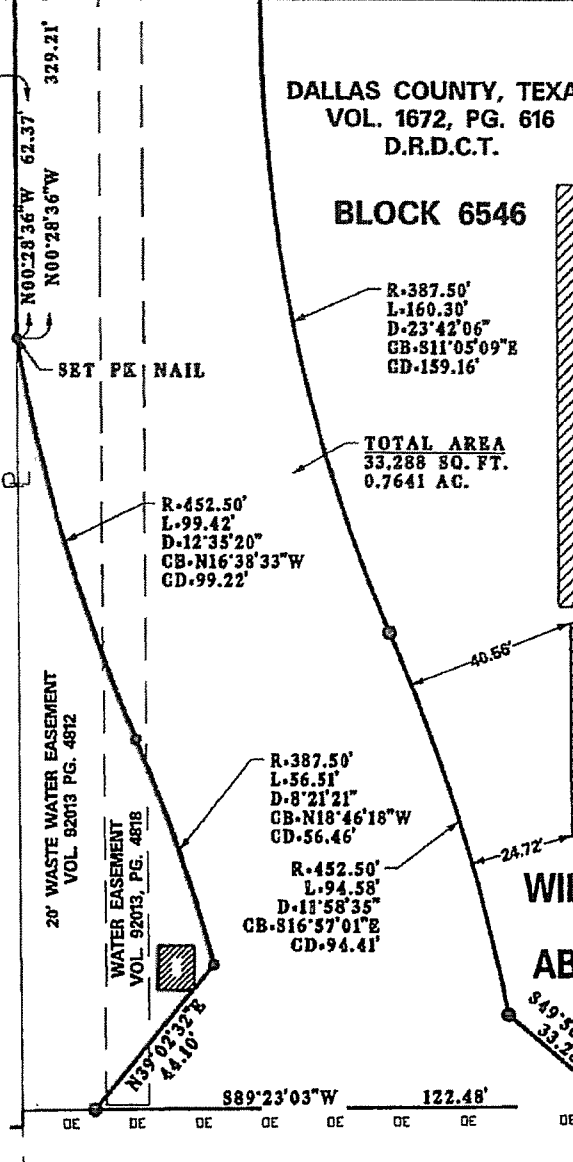 329.21'
N00°28'36"W 62.37'
N00°28'36"W
DALLAS COUNTY, TEXA
VOL. 1672, PG. 616
D.R.D.C.T.
BLOCK 6546
R=387.50'
L=160.30'
D=23°42'06"
CB=S11°05'09"E
CD=159.16'
SET PK NAIL
TOTAL AREA
33,288 SQ. FT.
0.7641 AC.
R=452.50'
L=99.42'
D=12°35'20"
CB=N16°38'33"W
CD=99.22'
40.56'
20' WASTE WATER EASEMENT
VOL. 92013 PG. 4812
R=387.50'
L=56.51'
D=8°21'21"
CB=N18°46'18"W
CD=56.46'
WATER EASEMENT
VOL. 92013, PG. 4818
R=452.50'
L=94.58'
D=11°58'35"
CB=S16°57'01"E
CD=94.41'
24.72'
WI
AB
N39°02'32"E
44.10'
S89°23'03"W 122.48'
OE OE OE OE OE OE OE OE